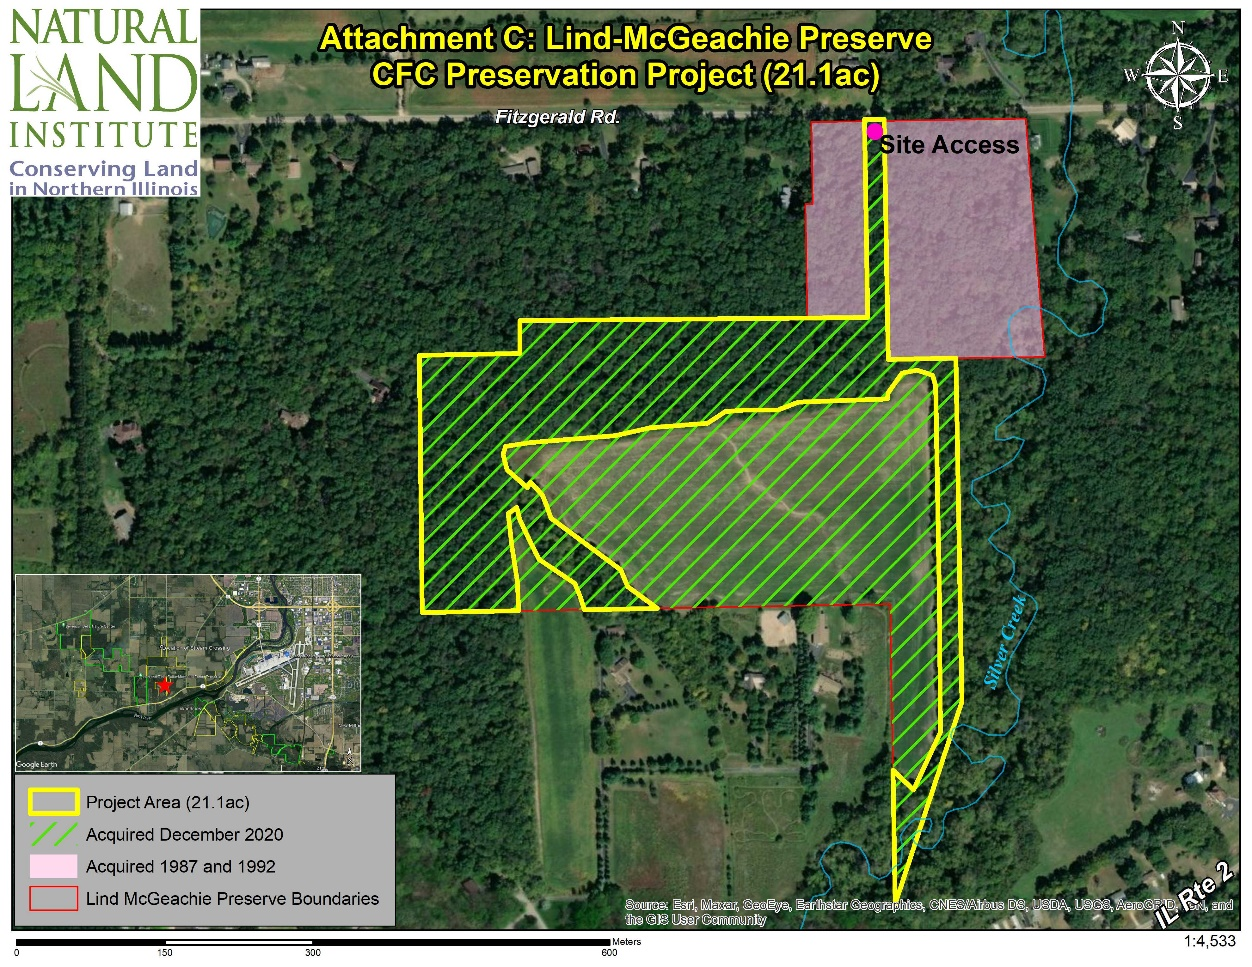 NATURAL
LAND
INSTITUTE
Conserving Land
in Northern Illinois
Attachment C: Lind-McGeachie Preserve
CFC Preservation Project (21.1ac)
N
W
E
S
Fitzgerald Rd.
Site Access
Silver Creek
IL Rte 2
Google Earth
Project Area (21.1ac)
Acquired December 2020
Acquired 1987 and 1992
Lind McGeachie Preserve Boundaries
Source: Esri, Maxar, GeoEye, Earthstar Geographics, CNES/Airbus DS, USDA, USGS, AeroGRID, IGN, and
the GIS User Community
Meters
0 150 300 600
1:4,533